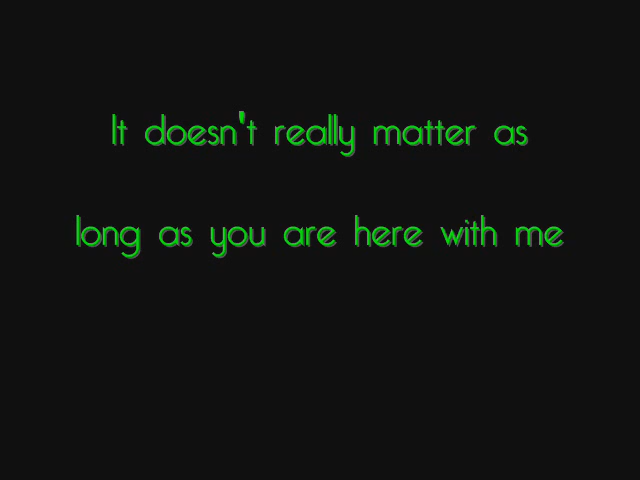 It doesn't really matter as
long as you are here with me